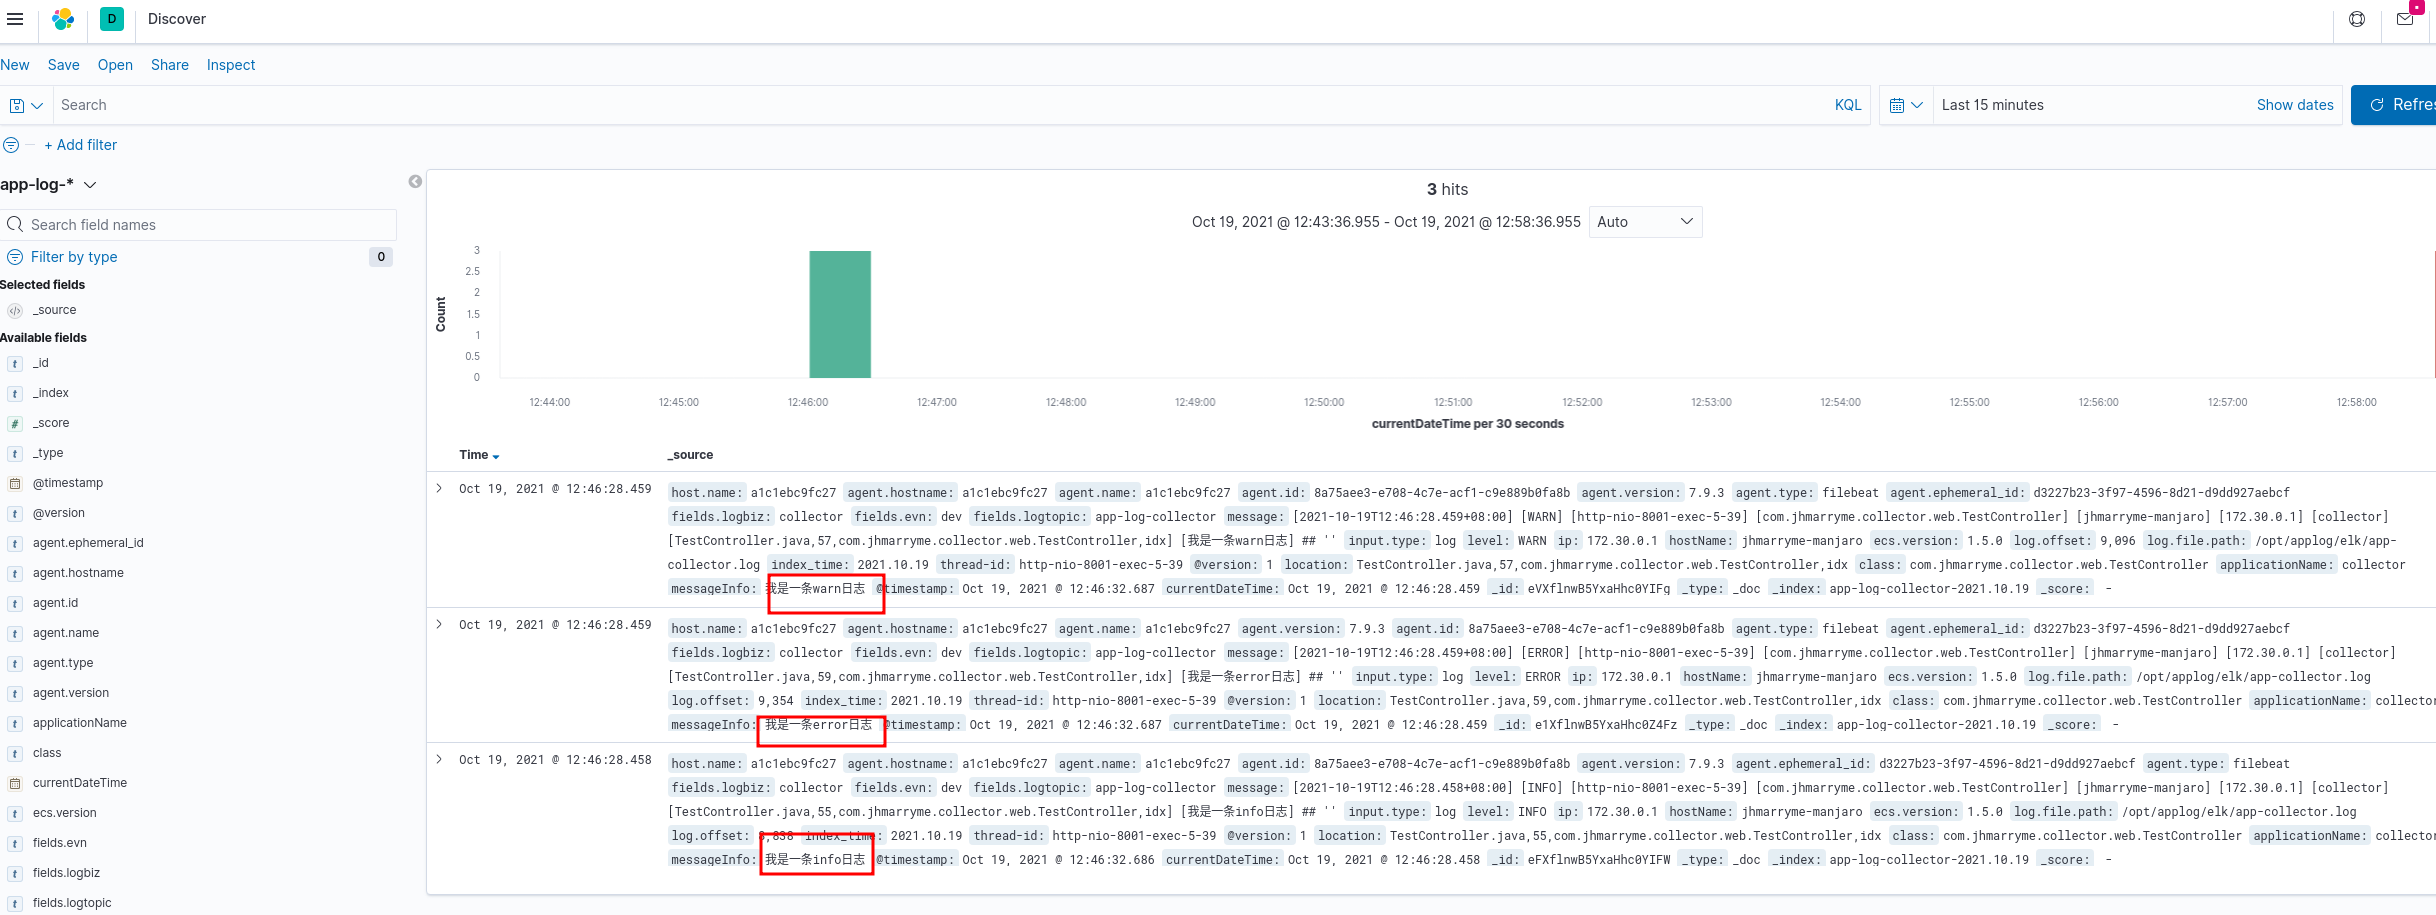 D Discover
New Save Open Share Inspect
Search KQL Last 15 minutes Show dates Refre
+ Add filter
app-log-*
Search field names
Filter by type 0
Selected fields
_source
Available fields
_id
_index
_score
_type
@timestamp
@version
agent.ephemeral_id
agent.hostname
agent.id
agent.name
agent.type
agent.version
applicationName
class
currentDateTime
ecs.version
fields.evn
fields.logbiz
fields.logtopic
3 hits
Oct 19, 2021 @ 12:43:36.955 - Oct 19, 2021 @ 12:58:36.955 Auto
3
2.5
2
1.5
1
0.5
0
Count
12:44:00 12:45:00 12:46:00 12:47:00 12:48:00 12:49:00 12:50:00 12:51:00 12:52:00 12:53:00 12:54:00 12:55:00 12:56:00 12:57:00 12:58:00
currentDateTime per 30 seconds
Time _source
Oct 19, 2021 @ 12:46:28.459 host.name: a1c1ebc9fc27 agent.hostname: a1c1ebc9fc27 agent.name: a1c1ebc9fc27 agent.id: 8a75aee3-e708-4c7e-acf1-c9e889b0fa8b agent.version: 7.9.3 agent.type: filebeat agent.ephemeral_id: d3227b23-3f97-4596-8d21-d9dd927aebcf
fields.logbiz: collector fields.evn: dev fields.logtopic: app-log-collector message: [2021-10-19T12:46:28.459+08:00] [WARN] [http-nio-8001-exec-5-39] [com.jhmarryme.collector.web.TestController] [jhmarryme-manjaro] [172.30.0.1] [collector]
[TestController.java,57,com.jhmarryme.collector.web.TestController,idx] [我是一条warn日志] ## '' input.type: log level: WARN ip: 172.30.0.1 hostName: jhmarryme-manjaro ecs.version: 1.5.0 log.offset: 9,096 log.file.path: /opt/applog/elk/app-
collector.log index_time: 2021.10.19 thread-id: http-nio-8001-exec-5-39 @version: 1 location: TestController.java,57,com.jhmarryme.collector.web.TestController,idx class: com.jhmarryme.collector.web.TestController applicationName: collector
messageInfo: 我是一条warn日志 @timestamp: Oct 19, 2021 @ 12:46:32.687 currentDateTime: Oct 19, 2021 @ 12:46:28.459 _id: eVXflnwB5YxaHhc0YIFg _type: _doc _index: app-log-collector-2021.10.19 _score: -
Oct 19, 2021 @ 12:46:28.459 host.name: a1c1ebc9fc27 agent.hostname: a1c1ebc9fc27 agent.name: a1c1ebc9fc27 agent.version: 7.9.3 agent.id: 8a75aee3-e708-4c7e-acf1-c9e889b0fa8b agent.type: filebeat agent.ephemeral_id: d3227b23-3f97-4596-8d21-d9dd927aebcf
fields.logbiz: collector fields.evn: dev fields.logtopic: app-log-collector message: [2021-10-19T12:46:28.459+08:00] [ERROR] [http-nio-8001-exec-5-39] [com.jhmarryme.collector.web.TestController] [jhmarryme-manjaro] [172.30.0.1] [collector]
[TestController.java,59,com.jhmarryme.collector.web.TestController,idx] [我是一条error日志] ## '' input.type: log level: ERROR ip: 172.30.0.1 hostName: jhmarryme-manjaro ecs.version: 1.5.0 log.file.path: /opt/applog/elk/app-collector.log
log.offset: 9,354 index_time: 2021.10.19 thread-id: http-nio-8001-exec-5-39 @version: 1 location: TestController.java,59,com.jhmarryme.collector.web.TestController,idx class: com.jhmarryme.collector.web.TestController applicationName: collector
messageInfo: 我是一条error日志 @timestamp: Oct 19, 2021 @ 12:46:32.687 currentDateTime: Oct 19, 2021 @ 12:46:28.459 _id: e1XflnwB5YxaHhc0Z4Fz _type: _doc _index: app-log-collector-2021.10.19 _score: -
Oct 19, 2021 @ 12:46:28.458 host.name: a1c1ebc9fc27 agent.hostname: a1c1ebc9fc27 agent.name: a1c1ebc9fc27 agent.id: 8a75aee3-e708-4c7e-acf1-c9e889b0fa8b agent.version: 7.9.3 agent.ephemeral_id: d3227b23-3f97-4596-8d21-d9dd927aebcf agent.type: filebeat
fields.logbiz: collector fields.evn: dev fields.logtopic: app-log-collector message: [2021-10-19T12:46:28.458+08:00] [INFO] [http-nio-8001-exec-5-39] [com.jhmarryme.collector.web.TestController] [jhmarryme-manjaro] [172.30.0.1] [collector]
[TestController.java,55,com.jhmarryme.collector.web.TestController,idx] [我是一条info日志] ## '' input.type: log level: INFO ip: 172.30.0.1 hostName: jhmarryme-manjaro ecs.version: 1.5.0 log.file.path: /opt/applog/elk/app-collector.log
log.offset: 8,838 index_time: 2021.10.19 thread-id: http-nio-8001-exec-5-39 @version: 1 location: TestController.java,55,com.jhmarryme.collector.web.TestController,idx class: com.jhmarryme.collector.web.TestController applicationName: collector
messageInfo: 我是一条info日志 @timestamp: Oct 19, 2021 @ 12:46:32.686 currentDateTime: Oct 19, 2021 @ 12:46:28.458 _id: eFXflnwB5YxaHhc0YIFW _type: _doc _index: app-log-collector-2021.10.19 _score: -